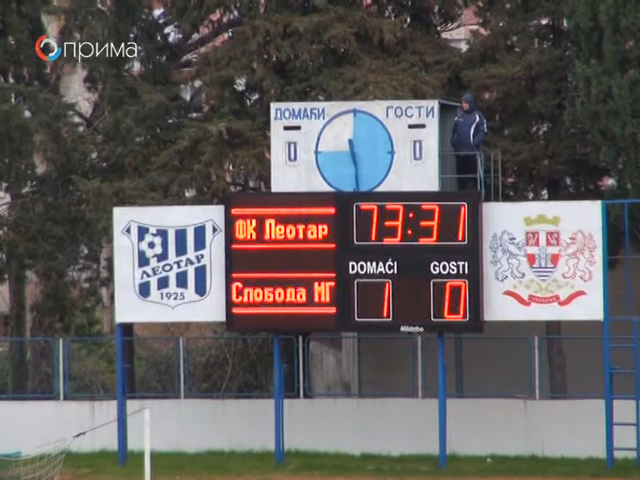 прима
ДОМАЋИ ГОСТИ
0 0
ФК Леотар
73:31
Слобода МГ
DOMAĆI GOSTI
1 0
ЛЕОТАР
1925